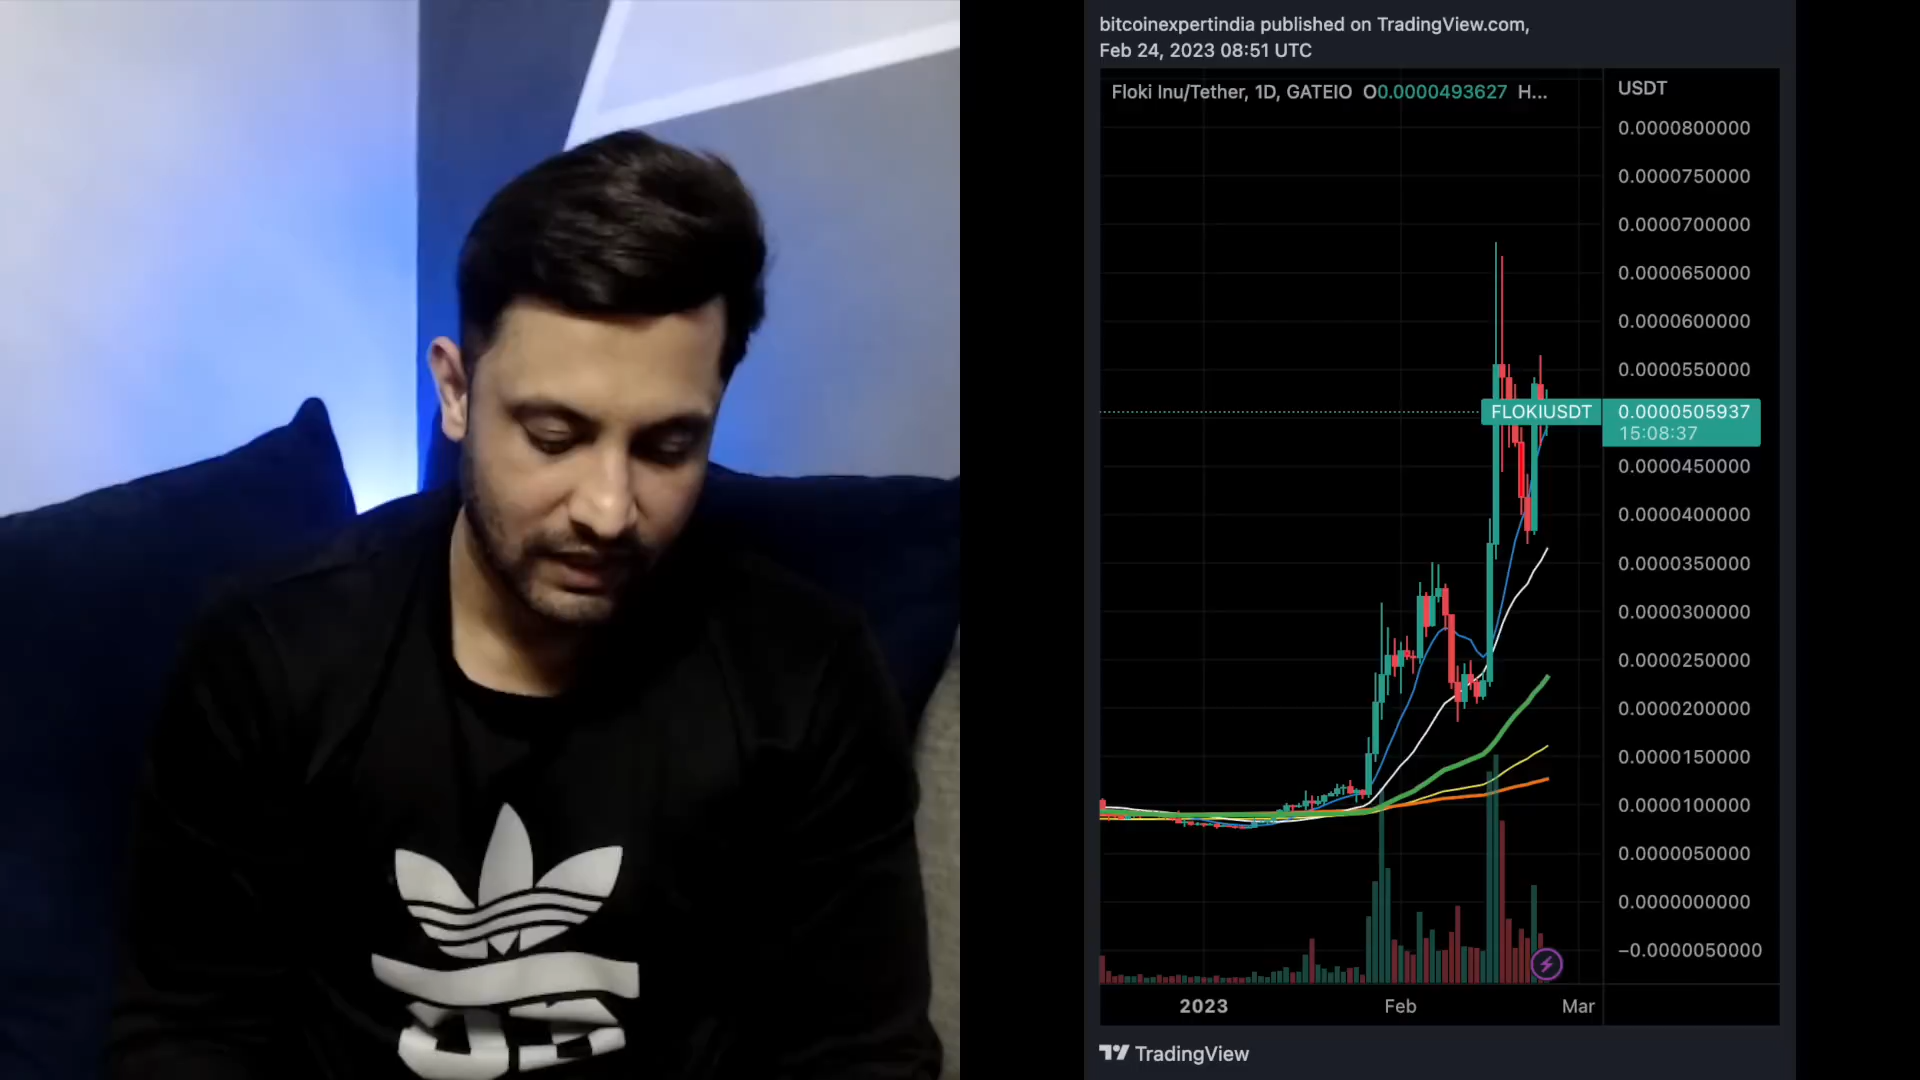 bitcoinexpertindia published on TradingView.com,
Feb 24, 2023 08:51 UTC
Floki Inu/Tether, 1D, GATEIO O0.0000493627 H...
USDT
0.0000800000
0.0000750000
0.0000700000
0.0000650000
0.0000600000
0.0000550000
FLOKIUSDT 0.0000505937
15:08:37
0.0000450000
0.0000400000
0.0000350000
0.0000300000
0.0000250000
0.0000200000
0.0000150000
0.0000100000
0.0000050000
0.0000000000
−0.0000050000
2023 Feb Mar
TradingView